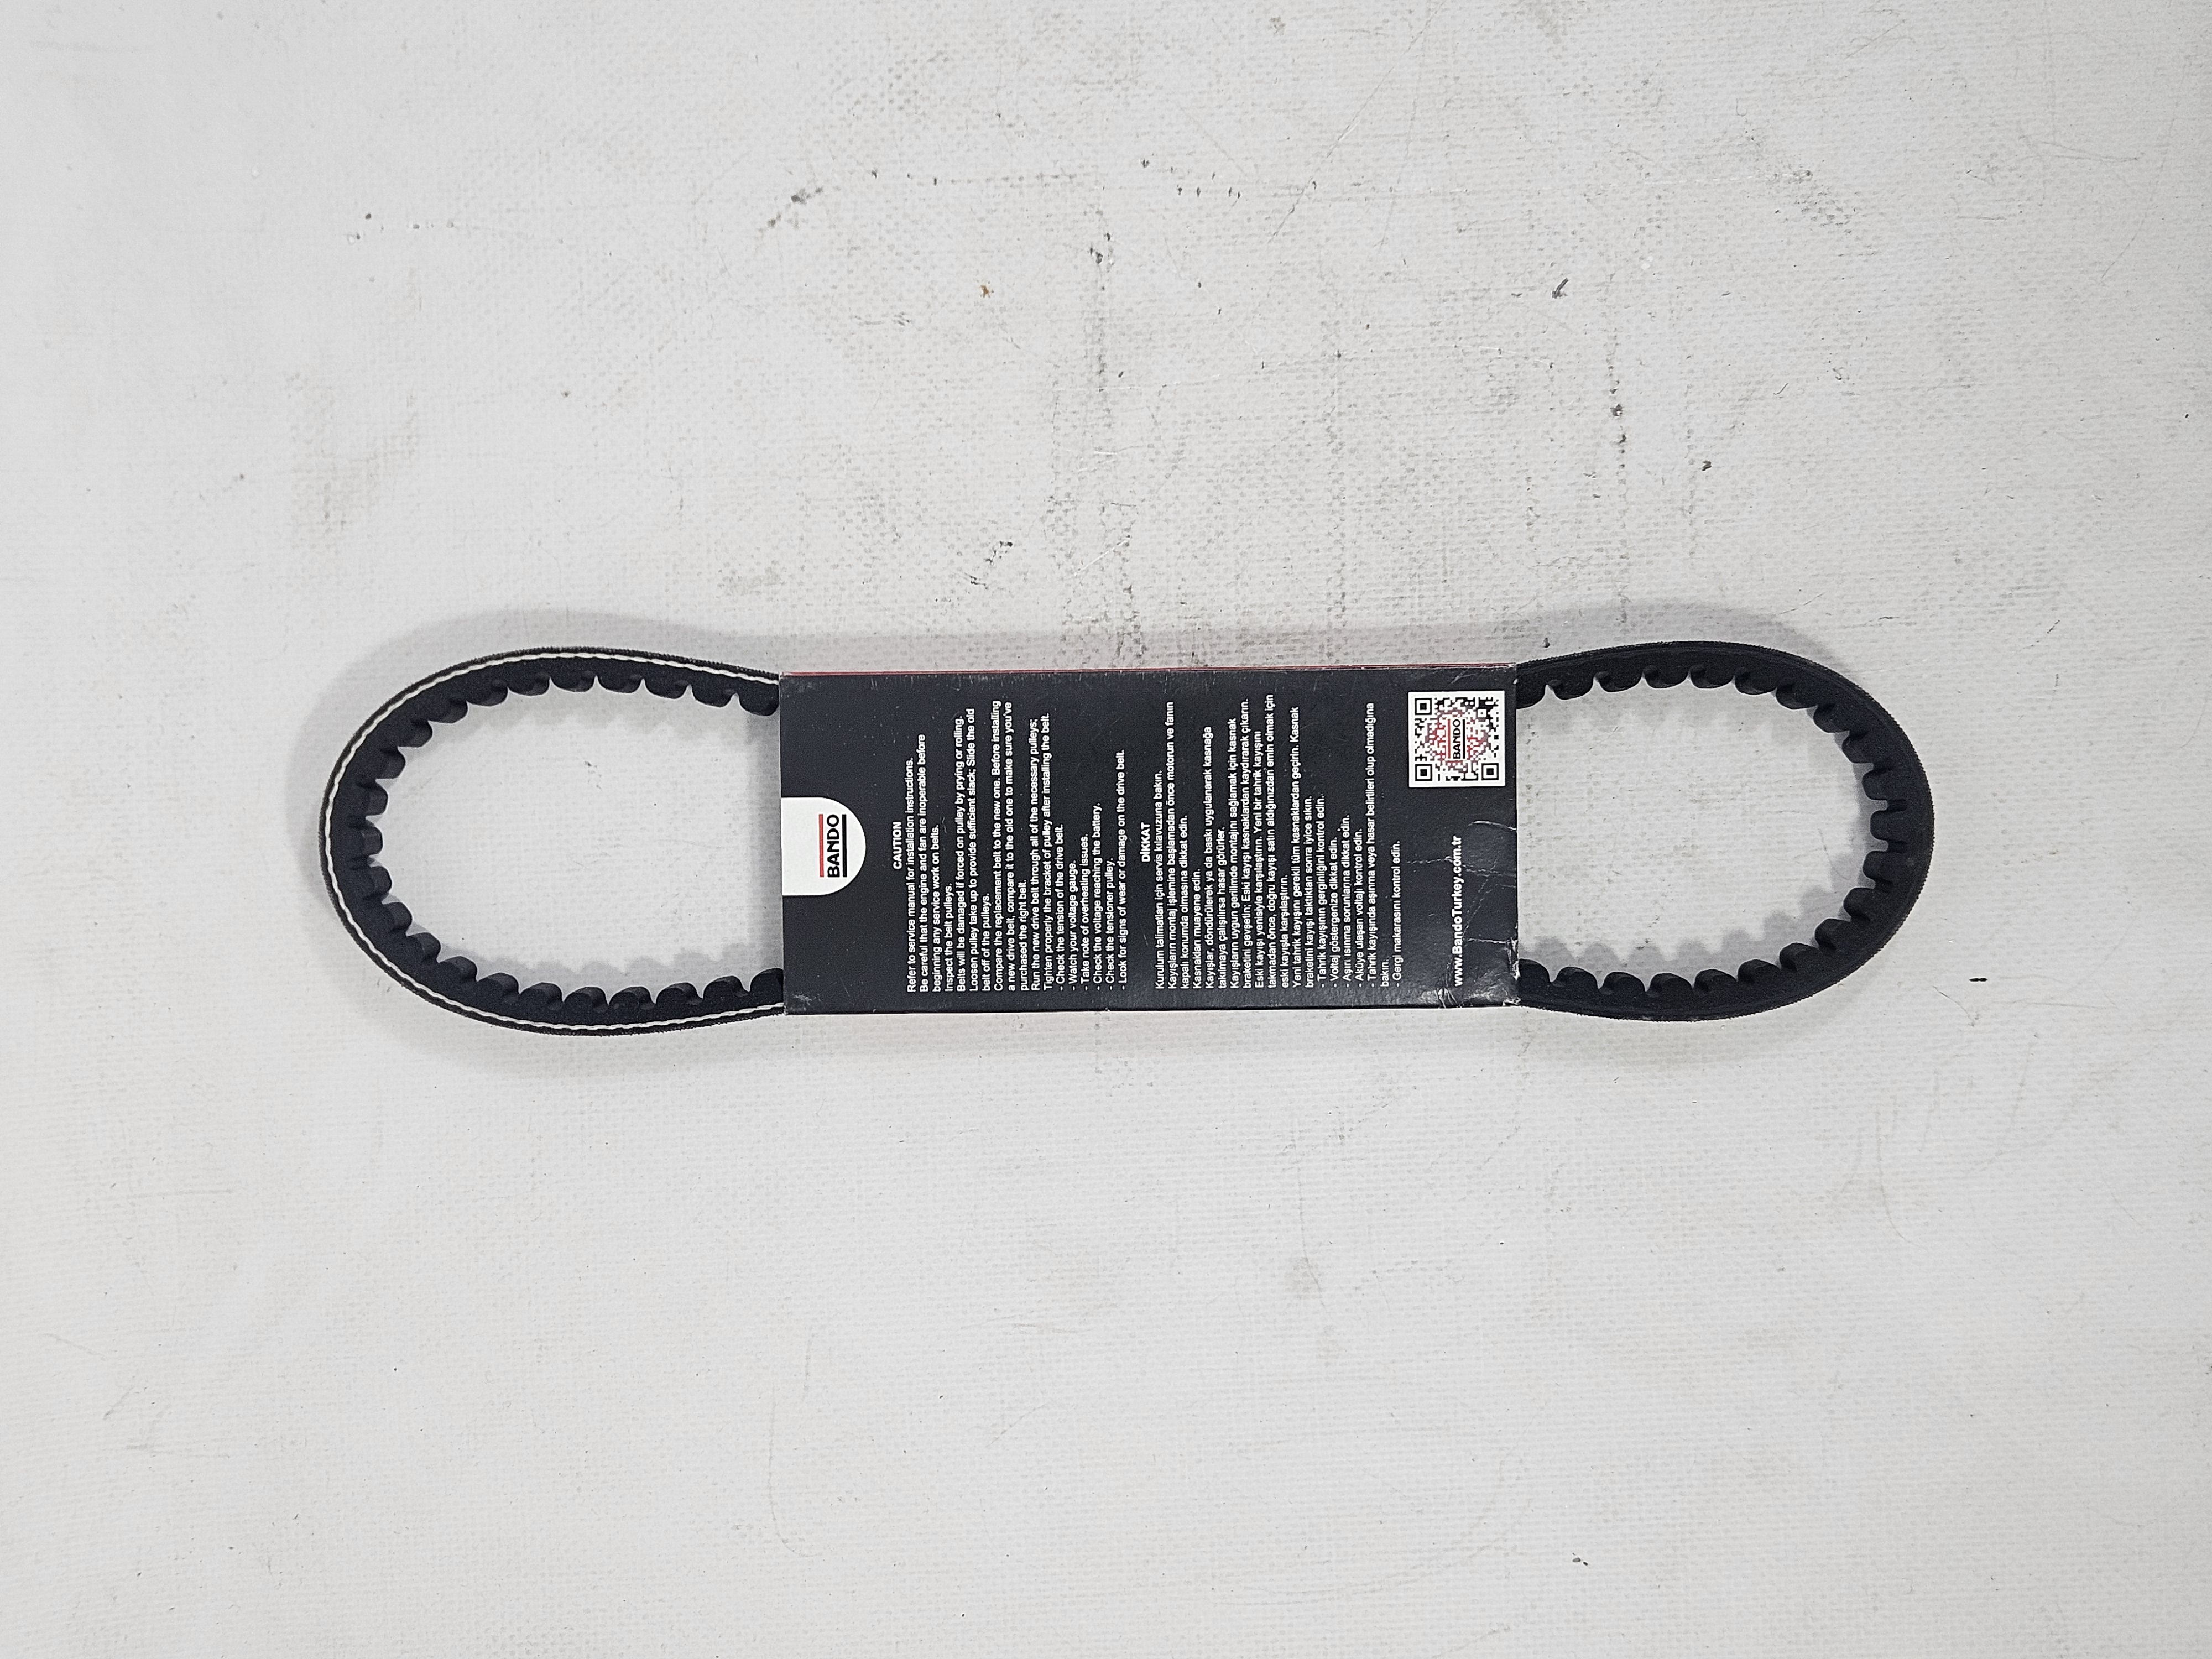 BANDO
CAUTION
Refer to service manual for installation instructions.
Be careful that the engine and fan are inoperable before
beginning any service work on belts.
Inspect the belt pulleys.
Belts will be damaged if forced on pulley by prying or rolling.
Loosen pulley take up to provide sufficient slack; Slide the old
belt off of the pulleys.
Compare the replacement belt to the new one. Before installing
a new drive belt, compare it to the old one to make sure you've
purchased the right belt.
Run the new drive belt through all of the necessary pulleys;
Tighten properly the bracket of pulley after installing the belt.
- Check the tension of the drive belt.
- Watch your voltage gauge.
- Take note of overheating issues.
- Check the voltage reaching the battery.
- Check the tensioner pulley.
- Look for signs of wear or damage on the drive belt.
DİKKAT
Kurulum talimatları için servis kılavuzuna bakın.
Kayışların montaj işlemine başlamadan önce motorun ve fanın
kapalı konumda olmasına dikkat edin.
Kasnakları muayene edin.
Kayışlar, döndürülerek ya da baskı uygulanarak kasnağa
takılmaya çalışılırsa hasar görürler.
Kayışların uygun gerilimde montajını sağlamak için kasnak
braketini gevşetin; Eski kayışı kasnaklardan kaydırarak çıkarın.
Eski kayışı yenisiyle karşılaştırın. Yeni bir tahrik kayışını
takmadan önce, doğru kayışı satın aldığınızdan emin olmak için
eski kayışla karşılaştırın.
Yeni tahrik kayışını gerekli tüm kasnaklardan geçirin. Kasnak
braketini kayışı taktıktan sonra iyice sıkın.
- Tahrik kayışının gerginliğini kontrol edin.
- Voltaj göstergenize dikkat edin.
- Aşırı ısınma sorunlarına dikkat edin.
- Aküye ulaşan voltajı kontrol edin.
- Tahrik kayışında aşınma veya hasar belirtileri olup olmadığına
bakın.
- Gergi makarasını kontrol edin.
www.BandoTurkey.com.tr
BANDO